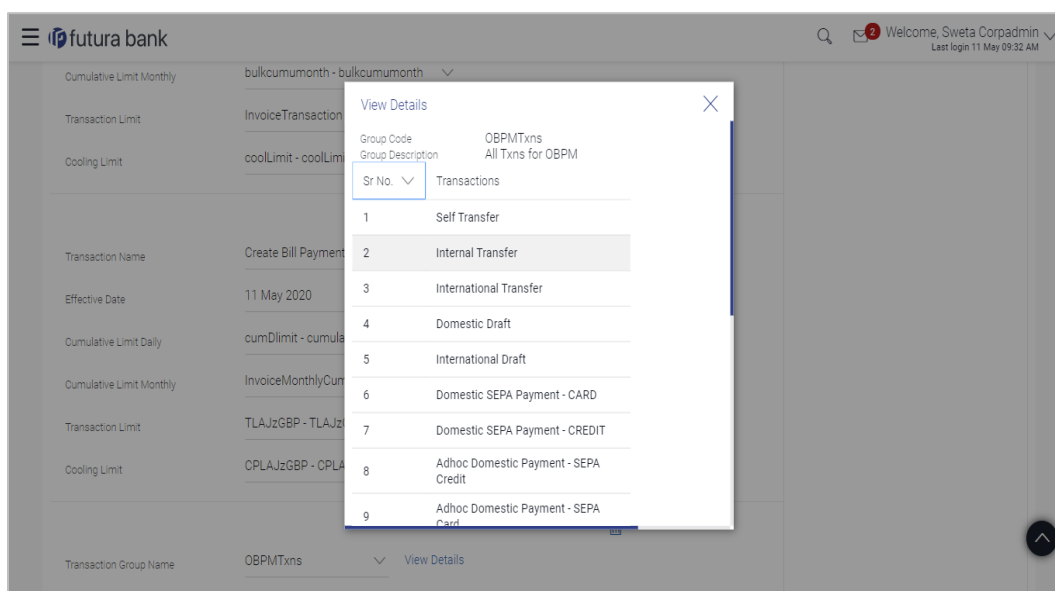 futura bank
2
Welcome, Sweta Corpadmin
Last login 11 May 09:32 AM
Cumulative Limit Monthly
bulkcumumonth - bulkcumumonth
Transaction Limit
InvoiceTransaction
Cooling Limit
coolLimit - coolLimi
Transaction Name
Create Bill Payment
Effective Date
11 May 2020
Cumulative Limit Daily
cumDlimit - cumula
Cumulative Limit Monthly
InvoiceMonthlyCum
Transaction Limit
TLAJzGBP - TLAJz
Cooling Limit
CPLAJzGBP - CPLA
Transaction Group Name
OBPMTxns
View Details
View Details
Group Code OBPMTxns
Group Description All Txns for OBPM
Sr No. Transactions
1 Self Transfer
2 Internal Transfer
3 International Transfer
4 Domestic Draft
5 International Draft
6 Domestic SEPA Payment - CARD
7 Domestic SEPA Payment - CREDIT
8 Adhoc Domestic Payment - SEPA
Credit
9 Adhoc Domestic Payment - SEPA
Card